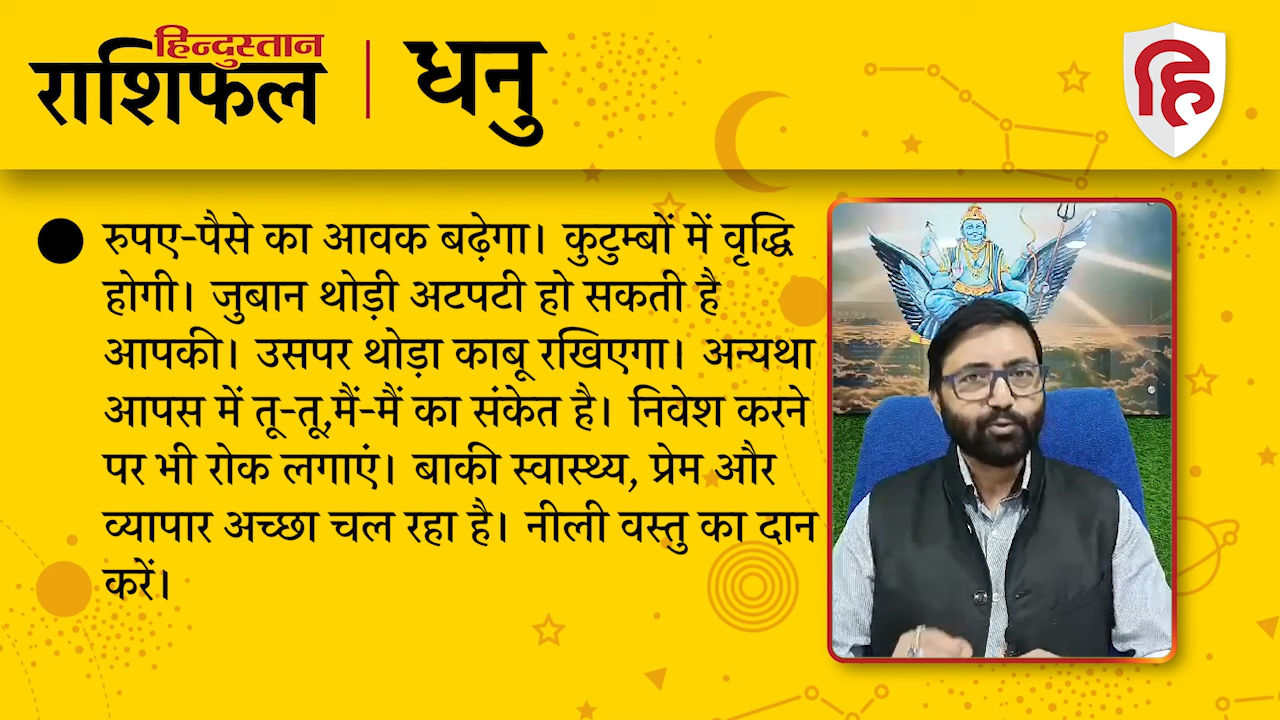 हिन्दुस्तान
राशिफल
धनु
हि
रुपए-पैसे का आवक बढ़ेगा। कुटुम्बों में वृद्धि
होगी। जुबान थोड़ी अटपटी हो सकती है
आपकी। उसपर थोड़ा काबू रखिएगा। अन्यथा
आपस में तू-तू,मैं-मैं का संकेत है। निवेश करने
पर भी रोक लगाएं। बाकी स्वास्थ्य, प्रेम और
व्यापार अच्छा चल रहा है। नीली वस्तु का दान
करें।